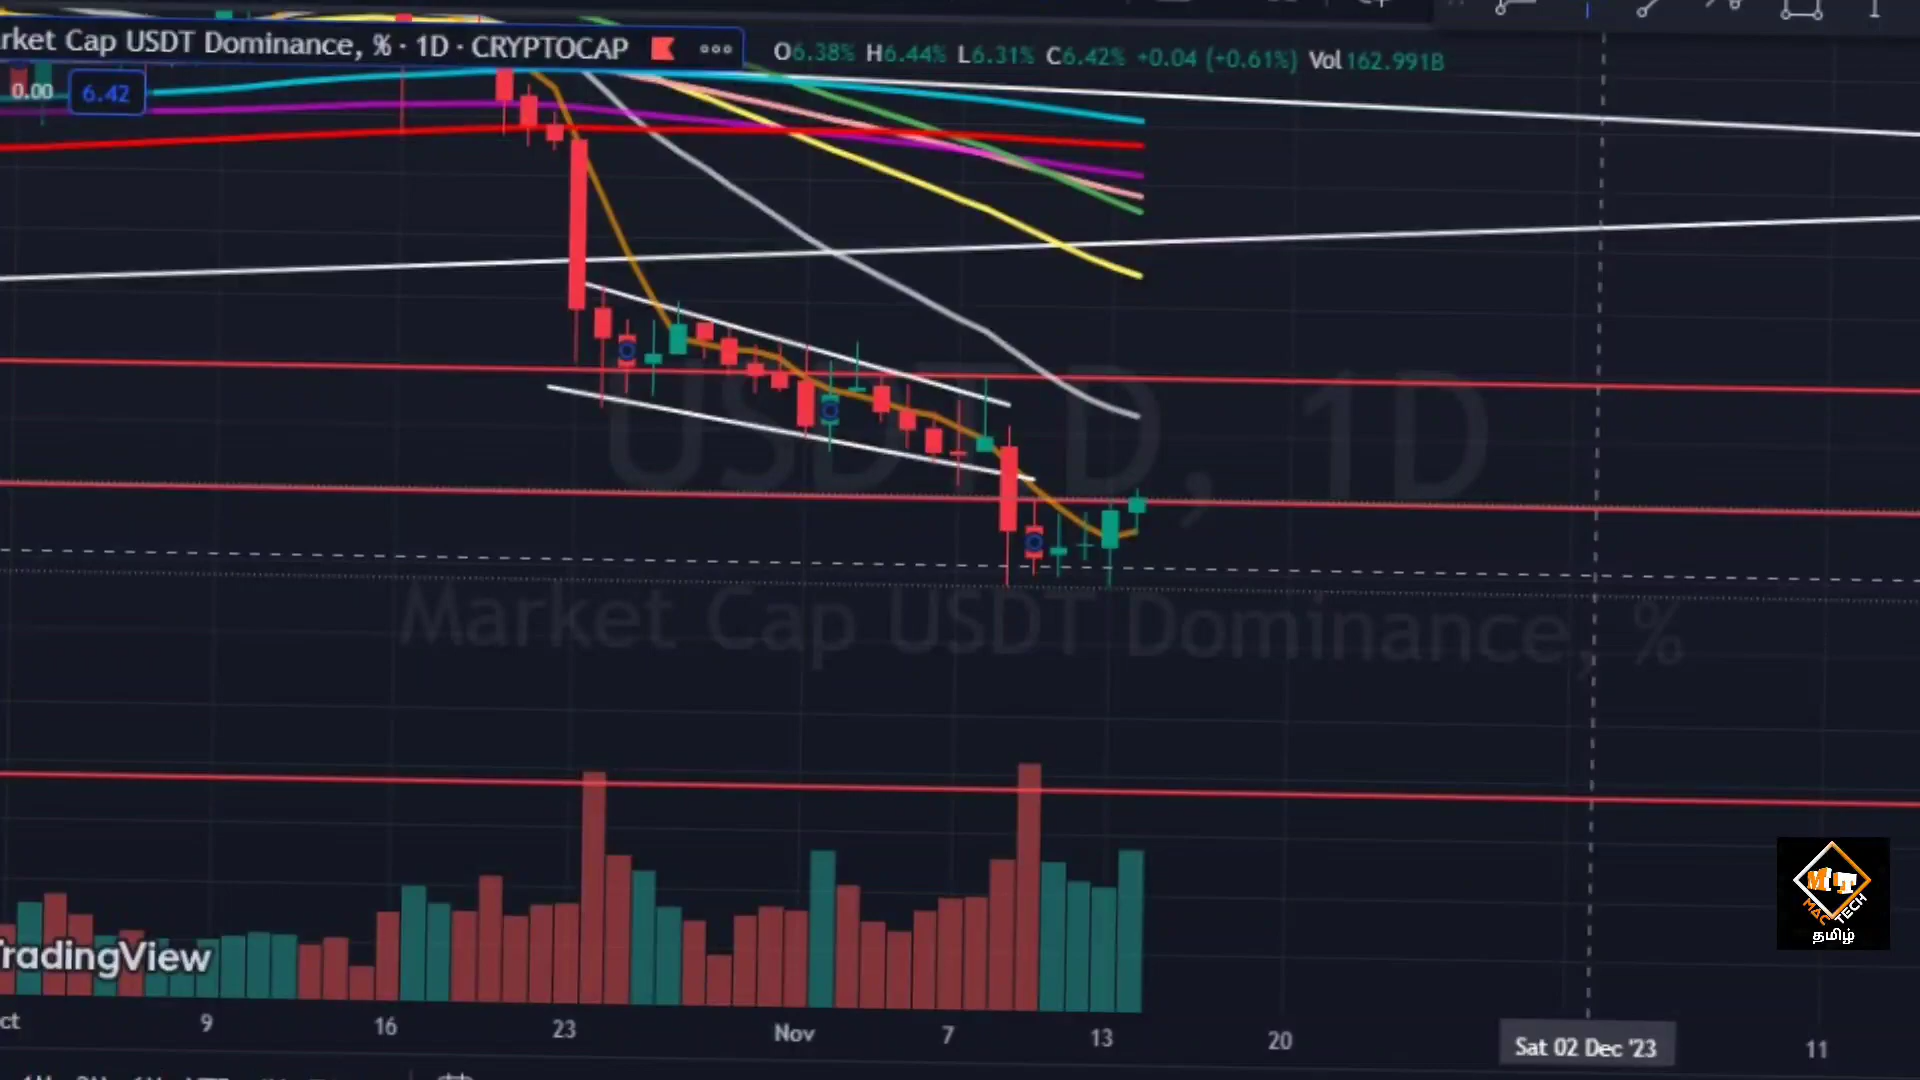 rket Cap USDT Dominance, % · 1D · CRYPTOCAP
O6.38% H6.44% L6.31% C6.42% +0.04 (+0.61%) Vol 162.991B
0.00 6.42
USDT.D, 1D
Market Cap USDT Dominance, %
TradingView
ct 9 16 23 Nov 7 13 20 Sat 02 Dec '23 11
MT
MAC TECH
தமிழ்